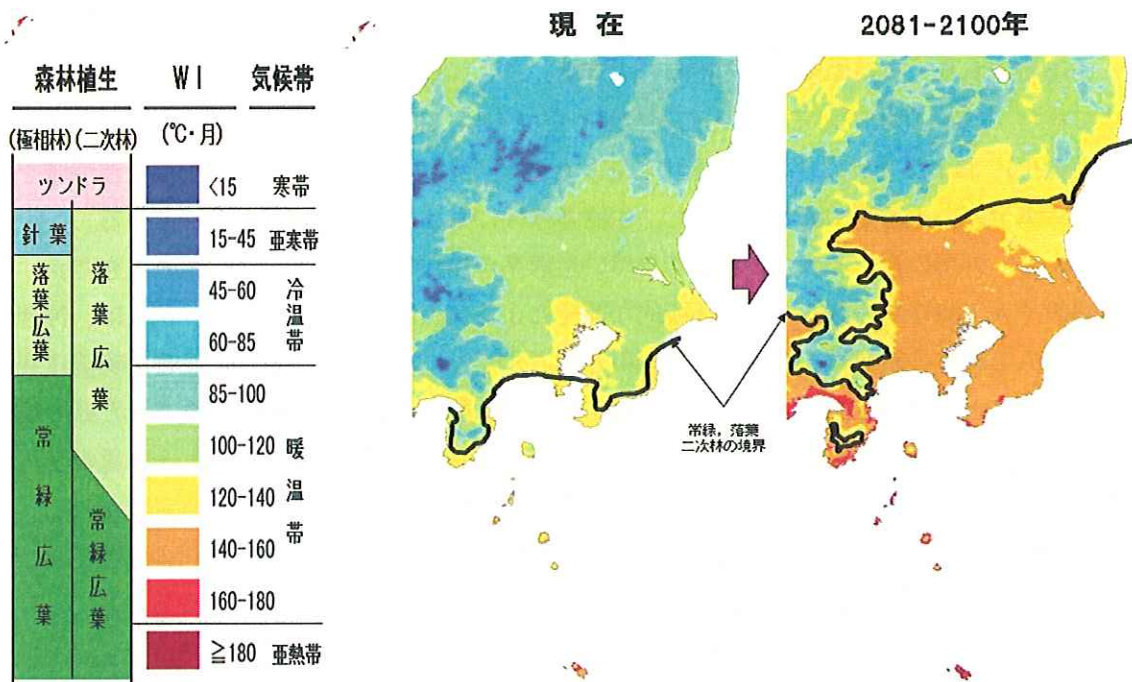 現 在
2081-2100年
森林植生 WI 気候帯
(極相林)(二次林) (℃・月)
ツンドラ
針葉
落葉広葉
常緑広葉
落葉広葉
常緑広葉
<15 寒帯
15-45 亜寒帯
45-60
60-85
冷温帯
85-100
100-120
120-140
140-160
160-180
暖温帯
≧180 亜熱帯
常緑，落葉
二次林の境界